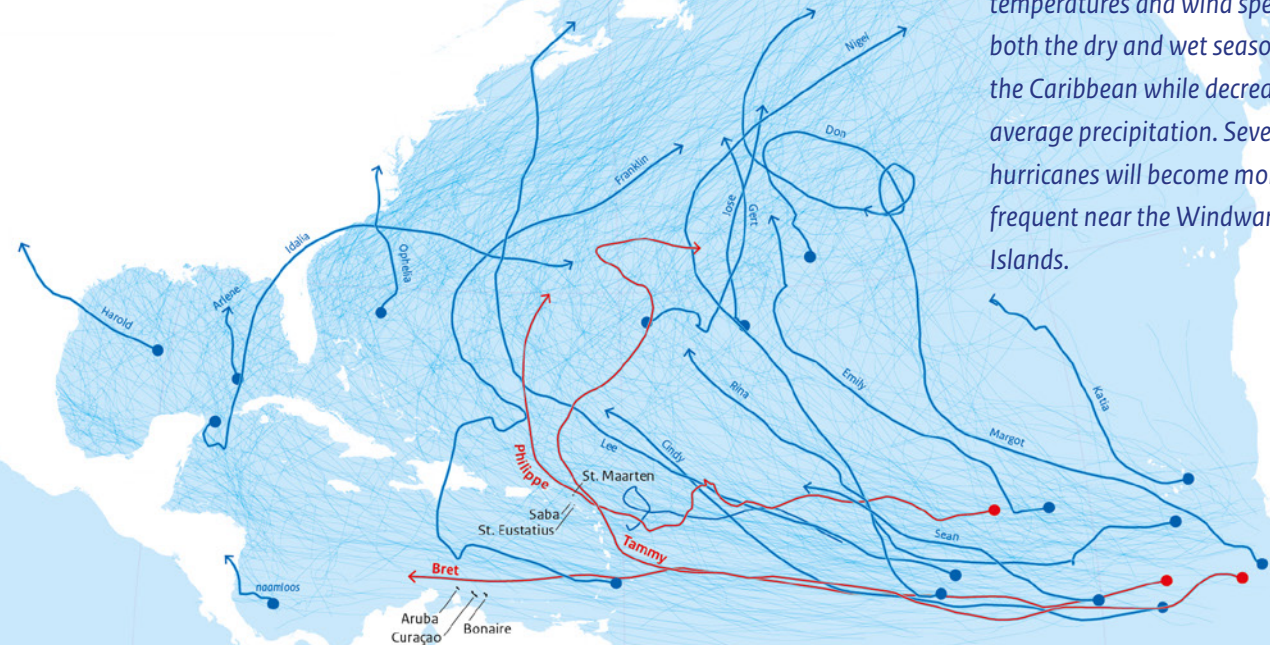 temperatures and wind spe
both the dry and wet seaso
the Caribbean while decrea
average precipitation. Seve
hurricanes will become mo
frequent near the Windwar
Islands.
Nigel
Don
Franklin
Jose
Gert
Idalia
Ophelia
Arlene
Harold
Katia
Emily
Rina
Margot
Cindy
Lee
Philippe
St. Maarten
Saba
St. Eustatius
Sean
Tammy
Bret
naamloos
Aruba
Bonaire
Curaçao